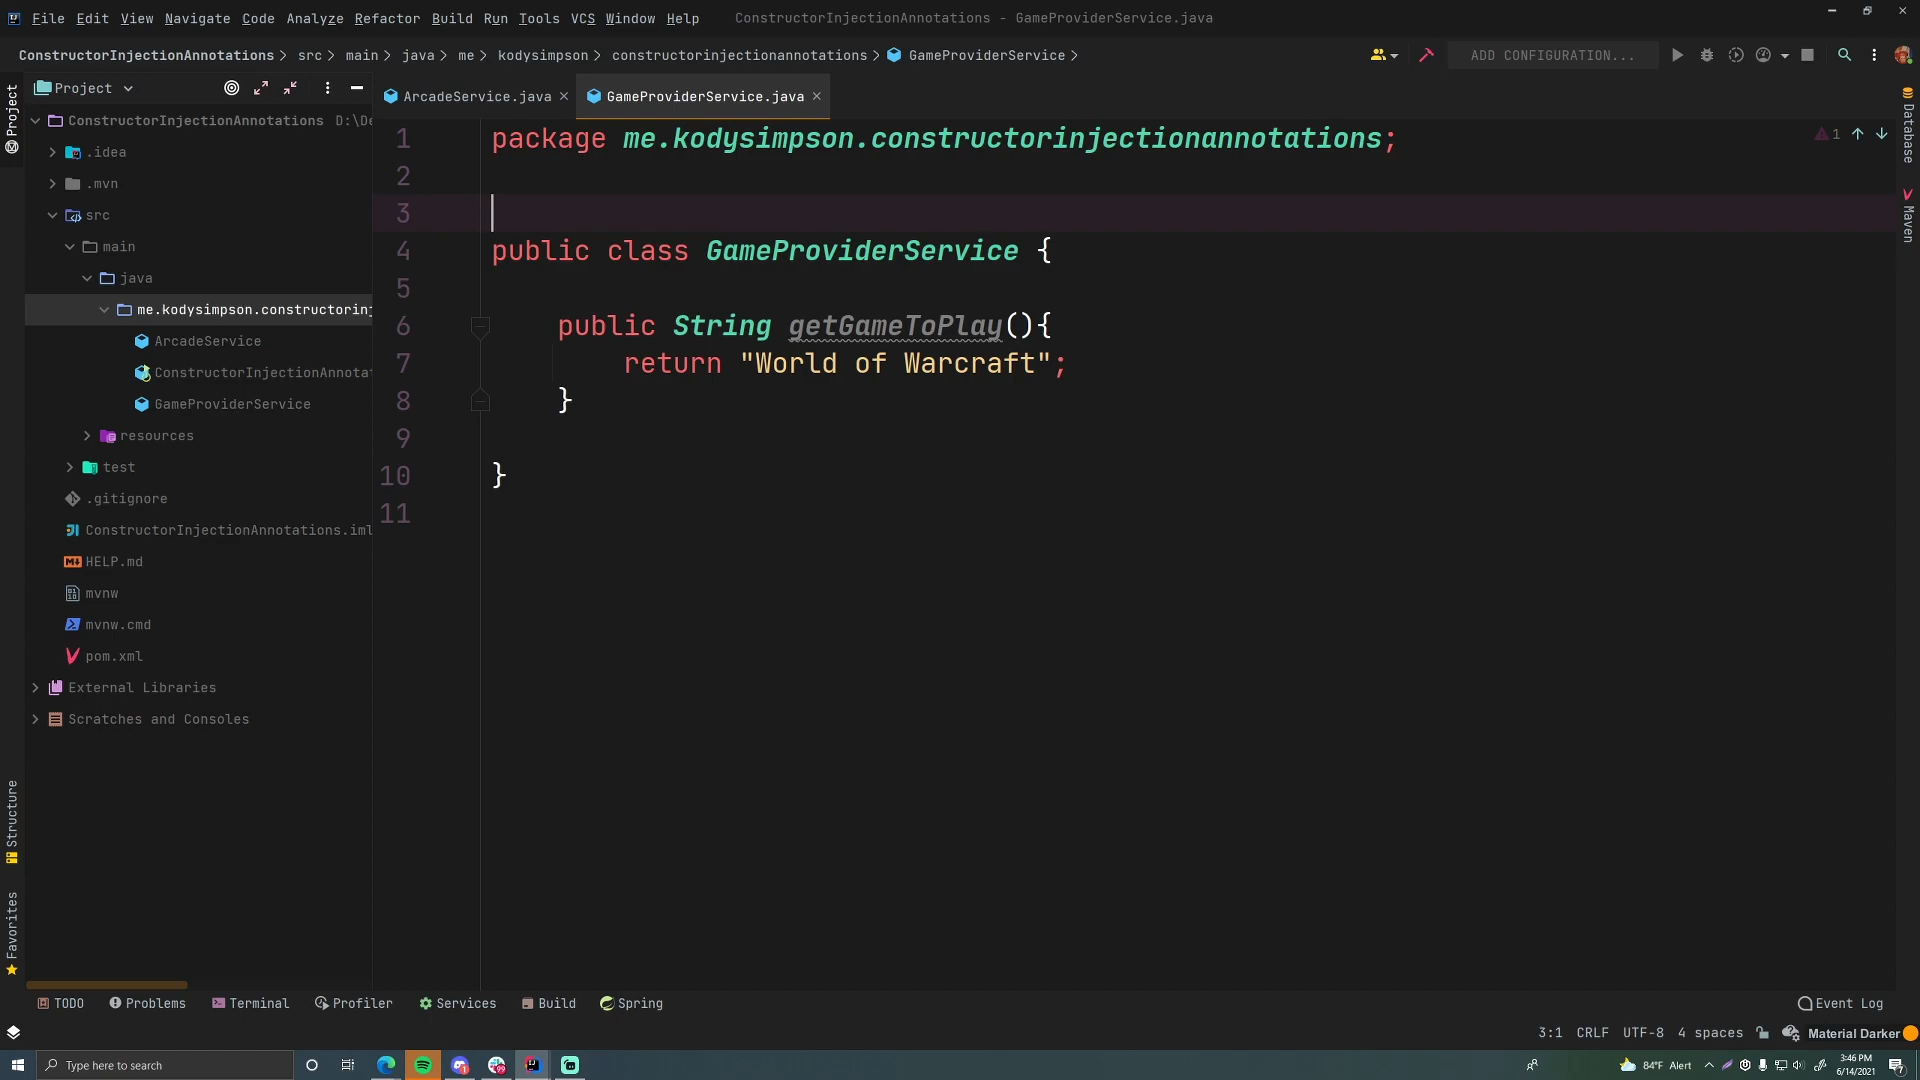 File Edit View Navigate Code Analyze Refactor Build Run Tools VCS Window Help ConstructorInjectionAnnotations - GameProviderService.java
ConstructorInjectionAnnotations > src > main > java > me > kodysimpson > constructorinjectionannotations > GameProviderService >
ADD CONFIGURATION...
Project
ArcadeService.java
GameProviderService.java
Project
ConstructorInjectionAnnotations D:\De
.idea
.mvn
src
main
java
me.kodysimpson.constructorinj
ArcadeService
ConstructorInjectionAnnotat
GameProviderService
resources
test
.gitignore
ConstructorInjectionAnnotations.iml
HELP.md
mvnw
mvnw.cmd
pom.xml
External Libraries
Scratches and Consoles
Structure
Favorites
1 package me.kodysimpson.constructorinjectionannotations;
2
3
4 public class GameProviderService {
5
6 public String getGameToPlay(){
7 return "World of Warcraft";
8 }
9
10 }
11
1
Database
Maven
TODO Problems Terminal Profiler Services Build Spring
Event Log
3:1 CRLF UTF-8 4 spaces Material Darker
Type here to search
84°F Alert
3:46 PM
6/14/2021